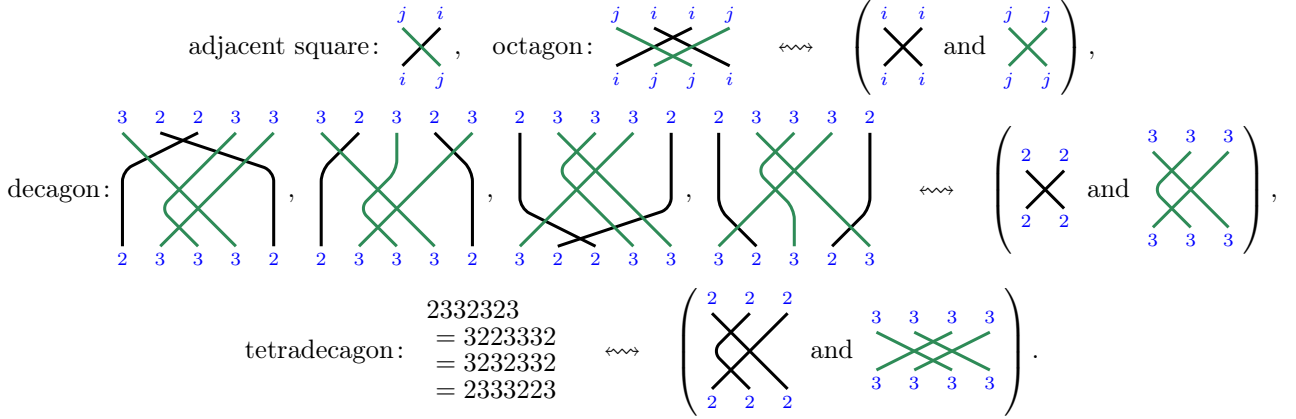 j i j i i j i i j j
adjacent square: , octagon: ⇝ ( and ) ,
i j i j j i i i j j
3 2 2 3 3 3 2 3 2 3 2 3 3 3 2 2 3 3 3 2 2 2 3 3 3
decagon: , , , ⇝ ( and ) ,
2 3 3 3 2 2 3 3 3 2 3 2 2 3 3 3 2 3 2 3 2 2 3 3 3
2332323
= 3223332
tetradecagon: = 3232332 ⇝ ( 2 2 2 and 3 3 3 3 ) .
= 2333223
2 2 2 3 3 3 3